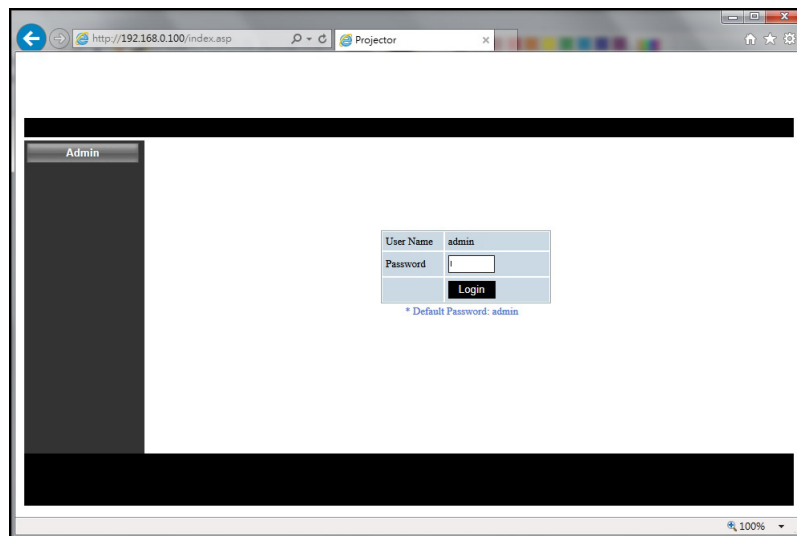 http://192.168.0.100/index.asp
Projector
Admin
User Name admin
Password
Login
* Default Password: admin
100%